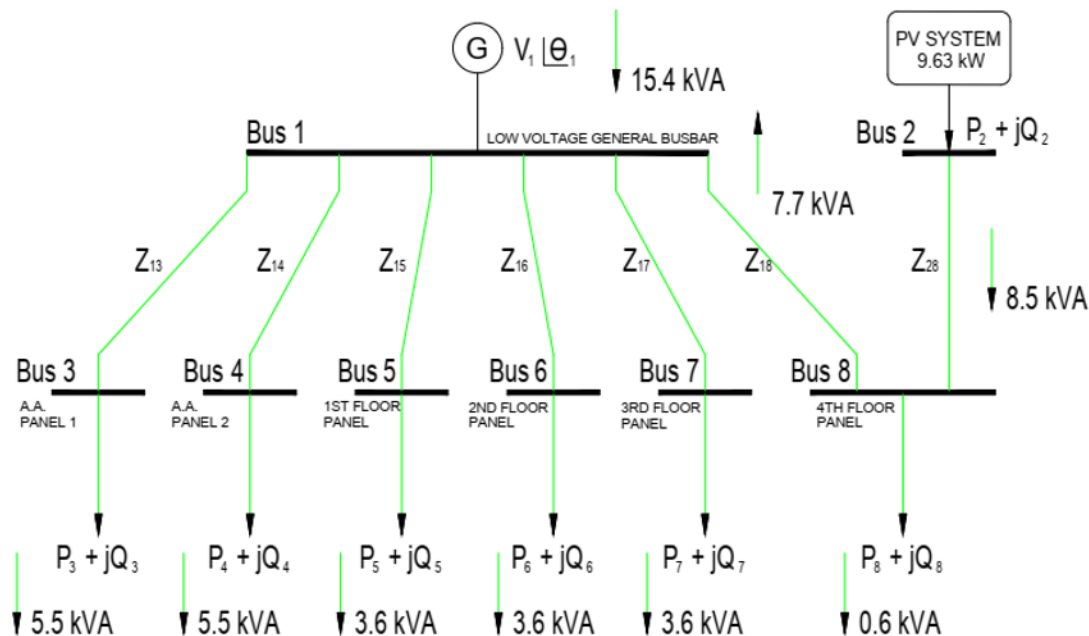 G
V₁ ⌊θ₁
15.4 kVA
PV SYSTEM
9.63 kW
Bus 1
LOW VOLTAGE GENERAL BUSBAR
Bus 2
P₂ + jQ₂
7.7 kVA
Z₁₃
Z₁₄
Z₁₅
Z₁₆
Z₁₇
Z₁₈
Z₂₈
8.5 kVA
Bus 3
A.A.
PANEL 1
Bus 4
A.A.
PANEL 2
Bus 5
1ST FLOOR
PANEL
Bus 6
2ND FLOOR
PANEL
Bus 7
3RD FLOOR
PANEL
Bus 8
4TH FLOOR
PANEL
P₃ + jQ₃
P₄ + jQ₄
P₅ + jQ₅
P₆ + jQ₆
P₇ + jQ₇
P₈ + jQ₈
5.5 kVA
5.5 kVA
3.6 kVA
3.6 kVA
3.6 kVA
0.6 kVA